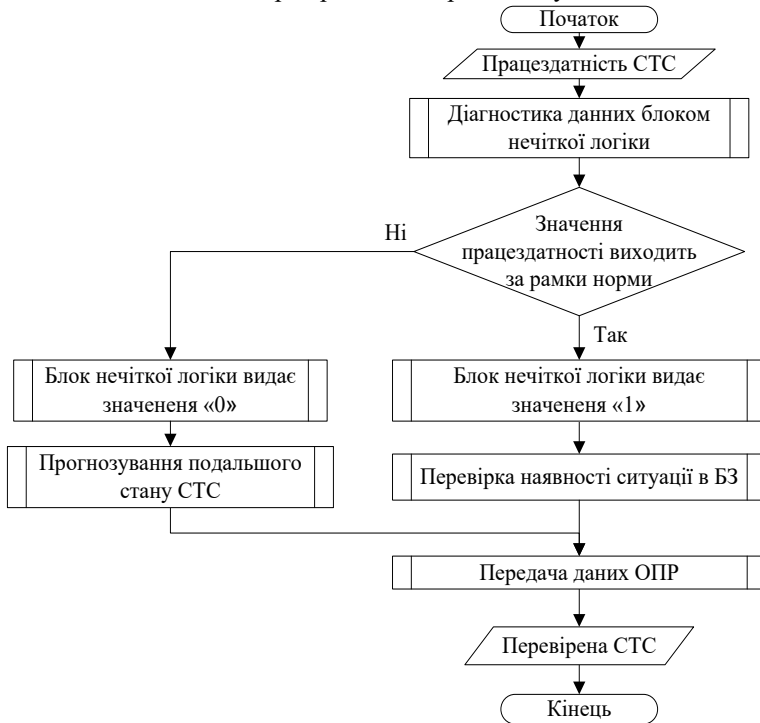 Початок
Працездатність СТС
Діагностика данних блоком
нечіткої логіки
Значення
працездатності виходить
за рамки норми
Ні
Так
Блок нечіткої логіки видає
значененя «0»
Блок нечіткої логіки видає
значененя «1»
Прогнозування подальшого
стану СТС
Перевірка наявності ситуації в БЗ
Передача даних ОПР
Перевірена СТС
Кінець